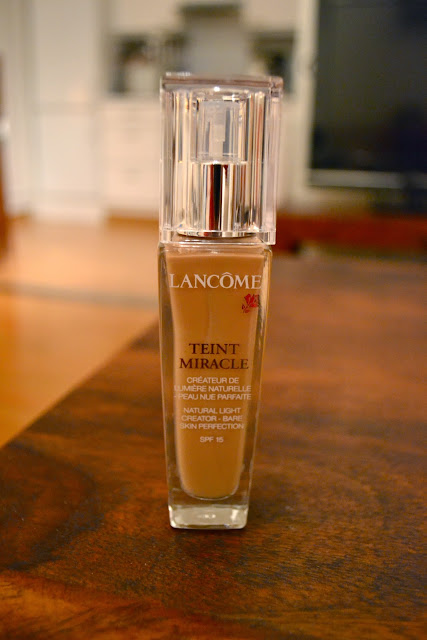 LANCÔME
TEINT
MIRACLE
CRÉATEUR DE
LUMIÈRE NATURELLE
- PEAU NUE PARFAITE
NATURAL LIGHT
CREATOR - BARE
SKIN PERFECTION
SPF 15